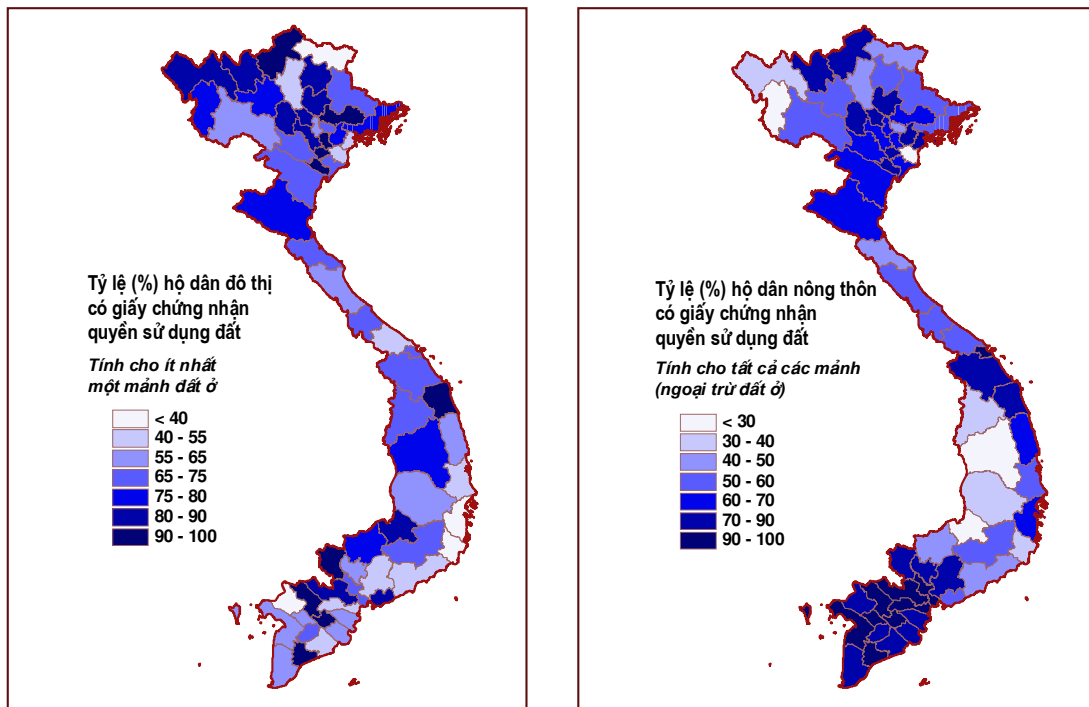 Tỷ lệ (%) hộ dân đô thị
có giấy chứng nhận
quyền sử dụng đất
Tính cho ít nhất
một mảnh đất ở
< 40
40 - 55
55 - 65
65 - 75
75 - 80
80 - 90
90 - 100
Tỷ lệ (%) hộ dân nông thôn
có giấy chứng nhận
quyền sử dụng đất
Tính cho tất cả các mảnh
(ngoại trừ đất ở)
< 30
30 - 40
40 - 50
50 - 60
60 - 70
70 - 90
90 - 100